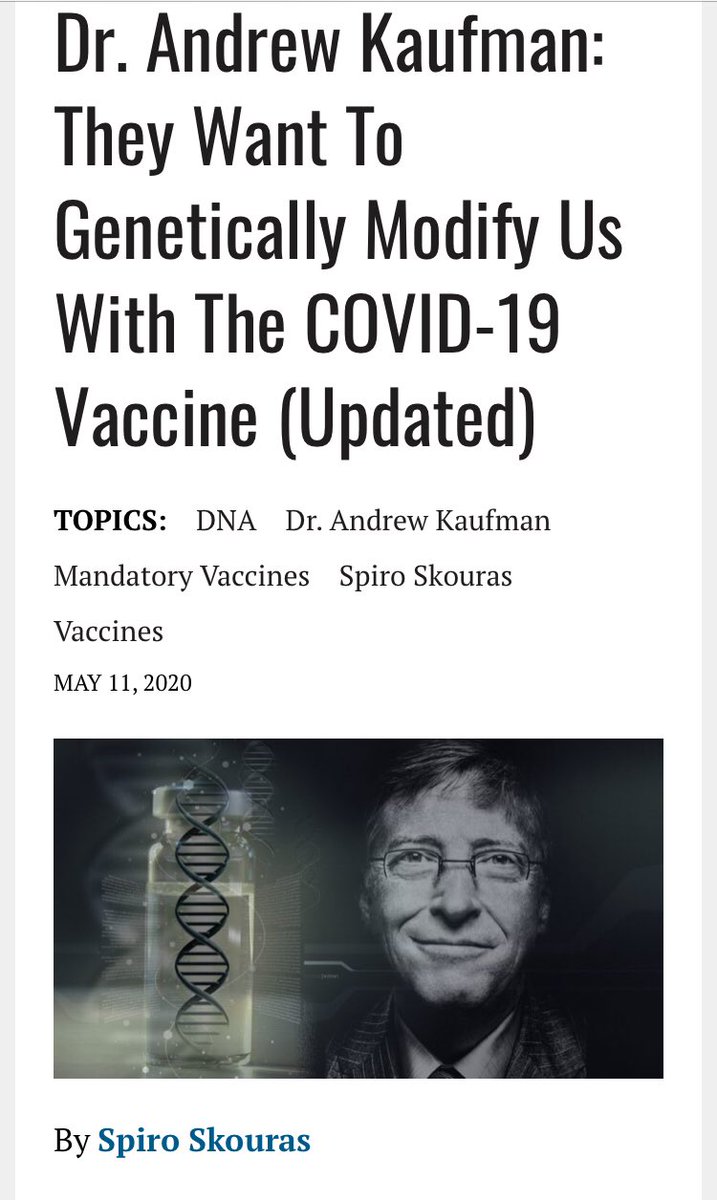 Dr. Andrew Kaufman:
They Want To
Genetically Modify Us
With The COVID-19
Vaccine (Updated)
TOPICS: DNA Dr. Andrew Kaufman
Mandatory Vaccines Spiro Skouras
Vaccines
MAY 11, 2020
By Spiro Skouras